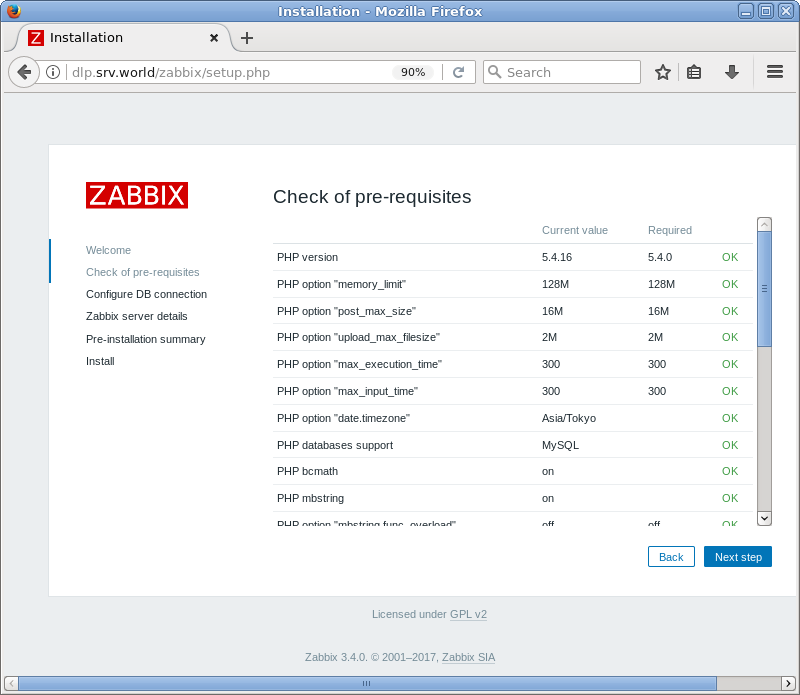 Installation - Mozilla Firefox
Installation
dlp.srv.world/zabbix/setup.php 90% Search
ZABBIX
Check of pre-requisites
Welcome
Check of pre-requisites
Configure DB connection
Zabbix server details
Pre-installation summary
Install
Current value Required
PHP version 5.4.16 5.4.0 OK
PHP option "memory_limit" 128M 128M OK
PHP option "post_max_size" 16M 16M OK
PHP option "upload_max_filesize" 2M 2M OK
PHP option "max_execution_time" 300 300 OK
PHP option "max_input_time" 300 300 OK
PHP option "date.timezone" Asia/Tokyo OK
PHP databases support MySQL OK
PHP bcmath on OK
PHP mbstring on OK
PHP option "mbstring.func_overload" off off OK
Back Next step
Licensed under GPL v2
Zabbix 3.4.0. © 2001–2017, Zabbix SIA